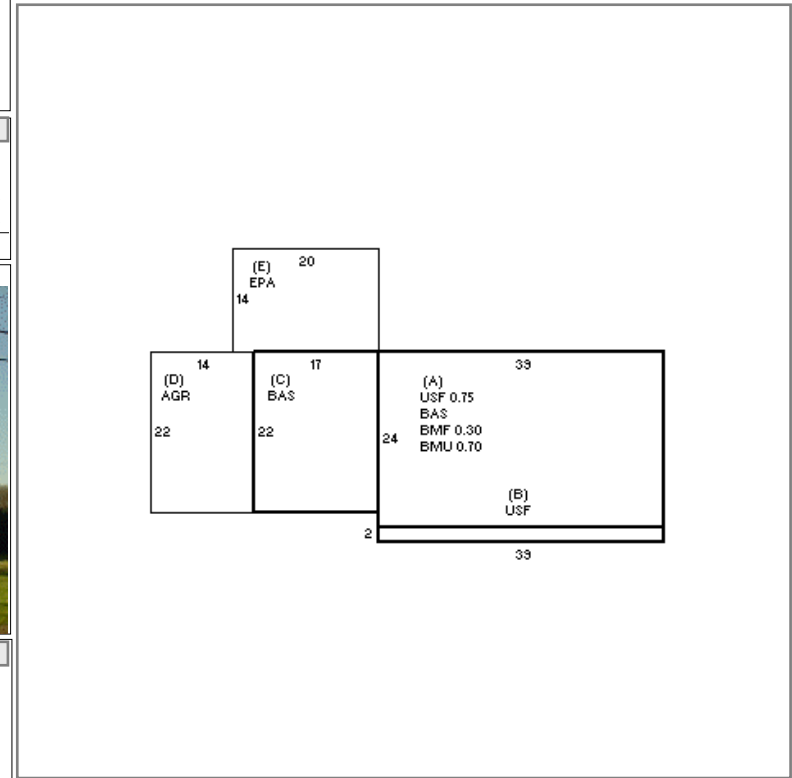 (E)
20
EPA
14
14
(D)
AGR
22
17
(C)
BAS
22
39
(A)
USF 0.75
BAS
BMF 0.30
BMU 0.70
24
(B)
USF
2
39